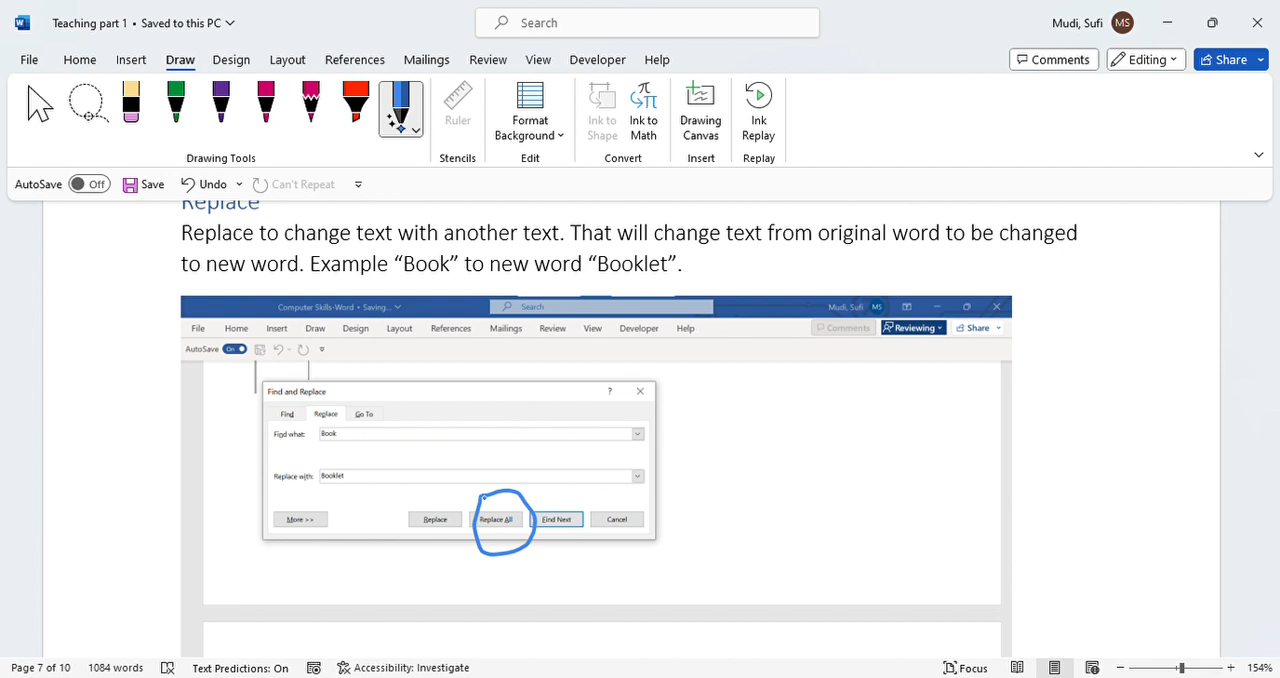 Teaching part 1 • Saved to this PC
Search
Mudi, Sufi
MS
File Home Insert Draw Design Layout References Mailings Review View Developer Help
Comments
Editing
Share
Ruler
Format Background
Ink to Shape
Ink to Math
Drawing Canvas
Ink Replay
Drawing Tools
Stencils
Edit
Convert
Insert
Replay
AutoSave Off Save Undo Can't Repeat
Replace
Replace to change text with another text. That will change text from original word to be changed
to new word. Example “Book” to new word “Booklet”.
Computer Skills-Word • Saving...
Search
Mudi, Sufi
MS
File Home Insert Draw Design Layout References Mailings Review View Developer Help
Comments
Reviewing
Share
AutoSave On
Find and Replace
?
Find Replace Go To
Find what: Book
Replace with: Booklet
More >> Replace Replace All Find Next Cancel
Page 7 of 10 1084 words Text Predictions: On Accessibility: Investigate Focus 154%